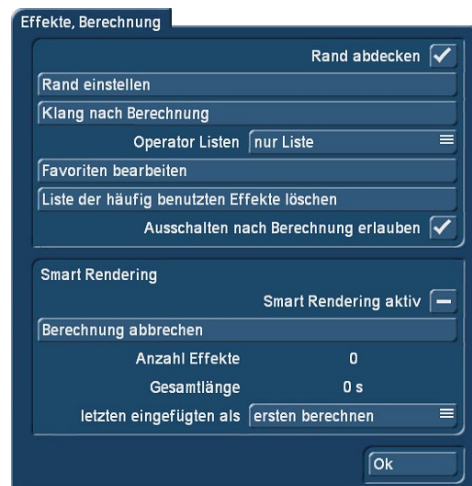 Effekte, Berechnung
Rand abdecken
Rand einstellen
Klang nach Berechnung
Operator Listen nur Liste
Favoriten bearbeiten
Liste der häufig benutzten Effekte löschen
Ausschalten nach Berechnung erlauben
Smart Rendering
Smart Rendering aktiv
Berechnung abbrechen
Anzahl Effekte 0
Gesamtlänge 0 s
letzten eingefügten als ersten berechnen
Ok